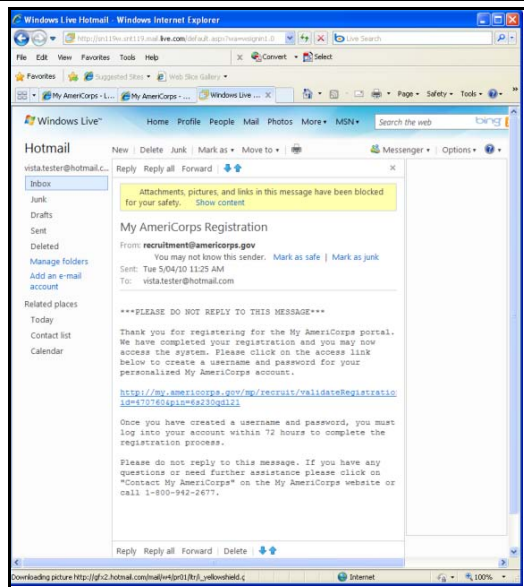 Windows Live Hotmail - Windows Internet Explorer
Live Search
File Edit View Favorites Tools Help
Convert
Select
Favorites
Suggested Sites
Web Slice Gallery
My AmeriCorps - L...
My AmeriCorps - ...
Windows Live ...
Page
Safety
Tools
Windows Live™
Home Profile People Mail Photos More MSN
Search the web
bing
Hotmail
New Delete Junk Mark as Move to
Messenger Options
vista.tester@hotmail.c...
Inbox
Junk
Drafts
Sent
Deleted
Manage folders
Add an e-mail
account
Related places
Today
Contact list
Calendar
Reply Reply all Forward
Attachments, pictures, and links in this message have been blocked
for your safety. Show content
My AmeriCorps Registration
From: recruitment@americorps.gov
You may not know this sender. Mark as safe | Mark as junk
Sent: Tue 5/04/10 11:25 AM
To: vista.tester@hotmail.com
***PLEASE DO NOT REPLY TO THIS MESSAGE***
Thank you for registering for the My AmeriCorps portal.
We have completed your registration and you may now
access the system. Please click on the access link
below to create a username and password for your
personalized My AmeriCorps account.
http://my.americorps.gov/mp/recruit/validateRegistratio
id=470760&pin=6s230qd121
Once you have created a username and password, you must
log into your account within 72 hours to complete the
registration process.
Please do not reply to this message. If you have any
questions or need further assistance please click on
"Contact My AmeriCorps" on the My AmeriCorps website or
call 1-800-942-2677.
Reply Reply all Forward | Delete
Internet
100%